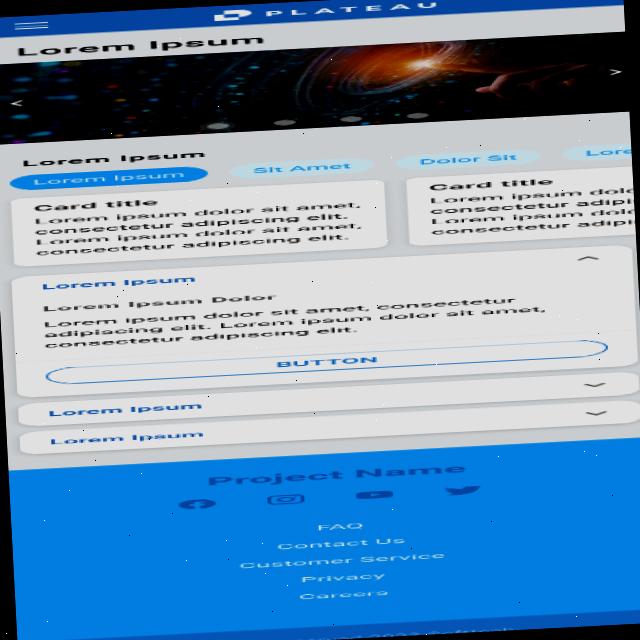 PLATEAU
Lorem Ipsum
Lorem Ipsum
Lorem Ipsum
Sit Amet
Dolor Sit
Lore
Card title
Lorem ipsum dolor sit amet,
consectetur adipiscing elit.
Lorem ipsum dolor sit amet,
consectetur adipiscing elit.
Card title
Lorem ipsum dolo
consectetur adipi
Lorem ipsum dolo
consectetur adipi
Lorem Ipsum
Lorem Ipsum Dolor
Lorem ipsum dolor sit amet, consectetur
adipiscing elit. Lorem ipsum dolor sit amet,
consectetur adipiscing elit.
BUTTON
Lorem Ipsum
Lorem Ipsum
Project Name
FAQ
Contact Us
Customer Service
Privacy
Careers